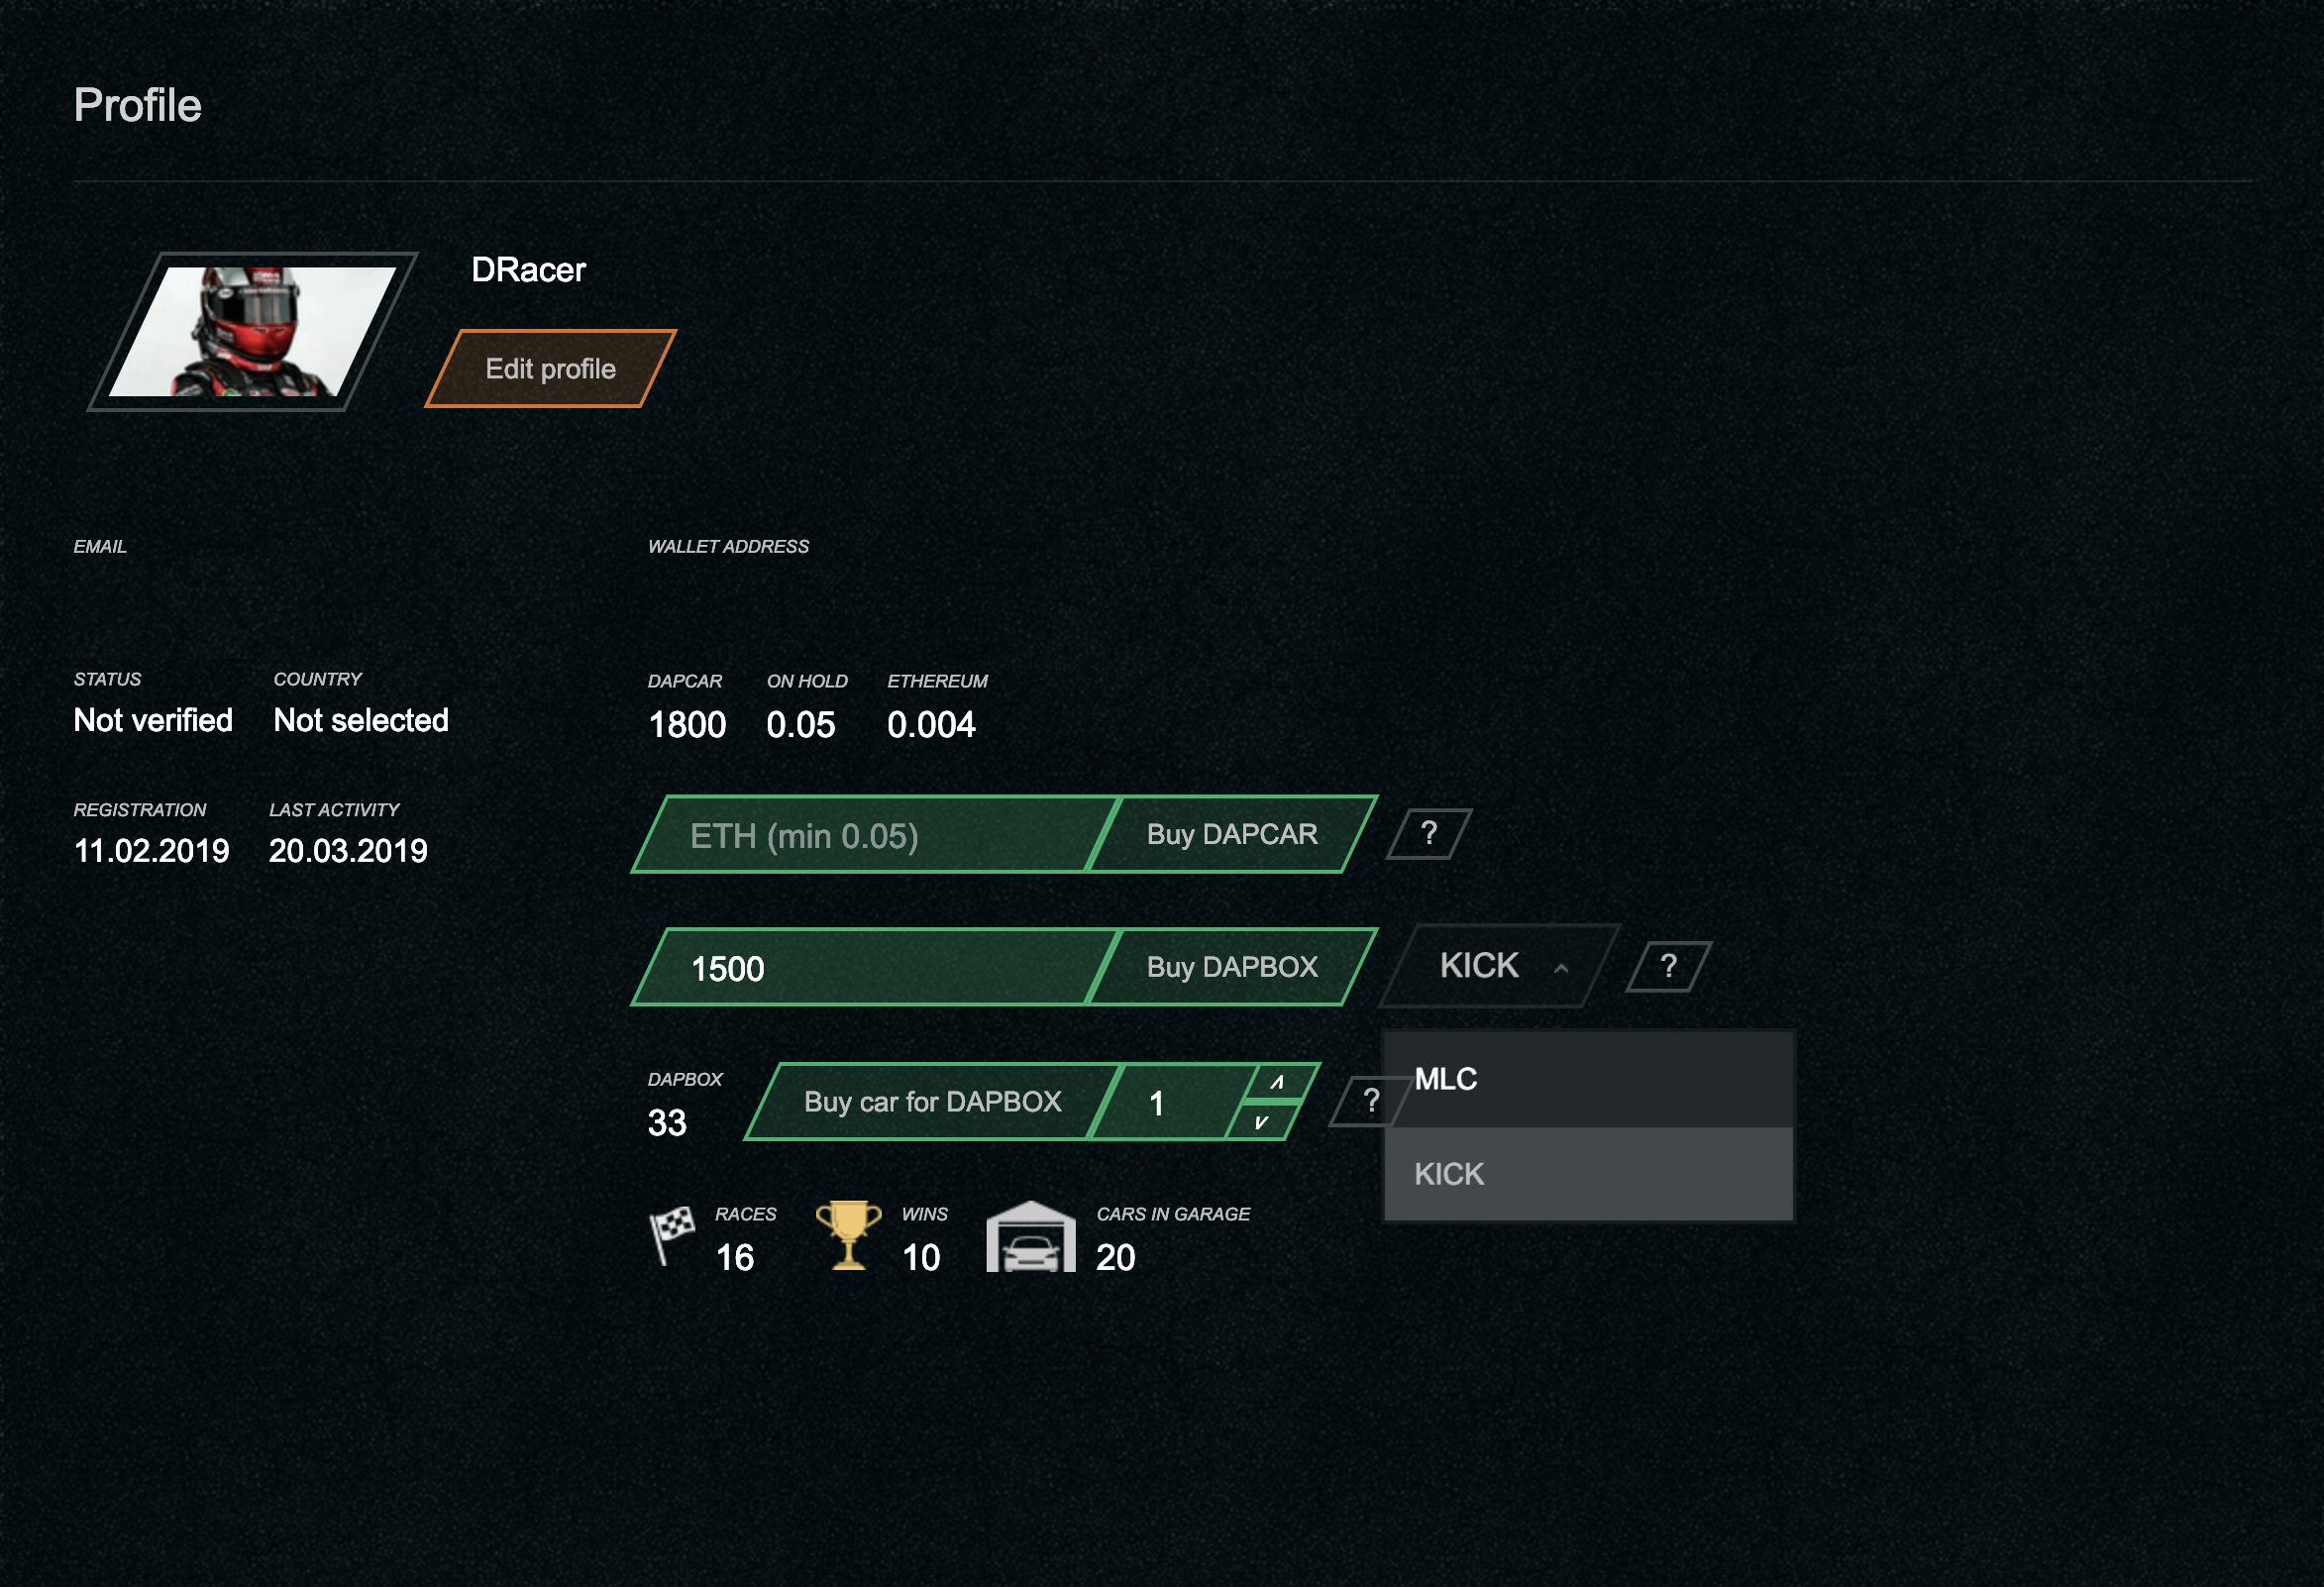 Profile
DRacer
Edit profile
EMAIL
WALLET ADDRESS
STATUS COUNTRY
Not verified Not selected
REGISTRATION LAST ACTIVITY
11.02.2019 20.03.2019
DAPCAR ON HOLD ETHEREUM
1800 0.05 0.004
ETH (min 0.05) Buy DAPCAR ?
1500 Buy DAPBOX KICK ?
MLC
KICK
DAPBOX
33
Buy car for DAPBOX 1 ?
RACES WINS CARS IN GARAGE
16 10 20